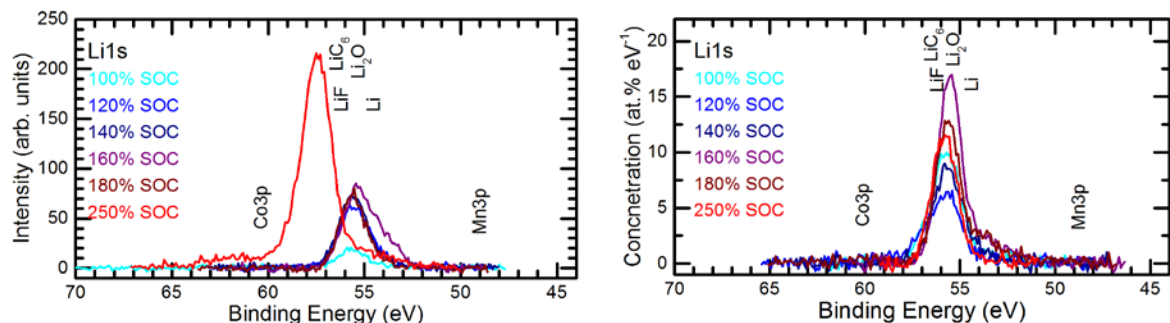 250
200
150
100
50
0
Intensity (arb. units)
Li1s
100% SOC
120% SOC
140% SOC
160% SOC
180% SOC
250% SOC
LiC6
Li2O
LiF
Li
Co3p
Mn3p
70
65
60
55
50
45
Binding Energy (eV)
20
15
10
5
0
Concnetration (at.% eV-1)
Li1s
100% SOC
120% SOC
140% SOC
160% SOC
180% SOC
250% SOC
LiF LiC6
Li2O
Li
Co3p
Mn3p
70
65
60
55
50
45
Binding Energy (eV)